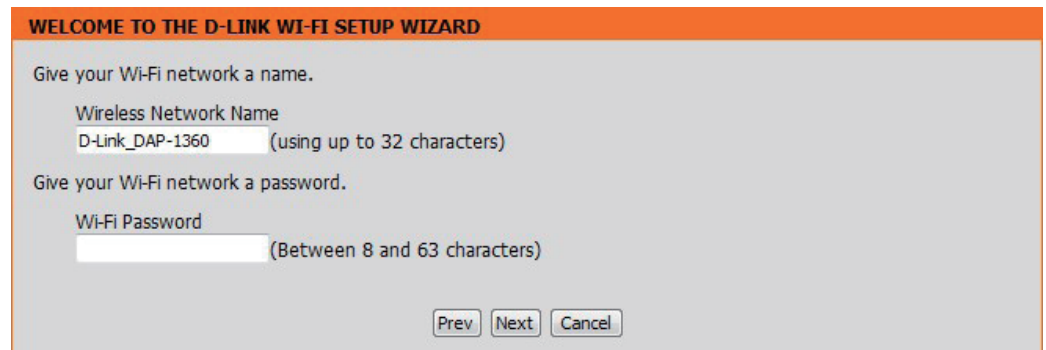 WELCOME TO THE D-LINK WI-FI SETUP WIZARD
Give your Wi-Fi network a name.
Wireless Network Name
D-Link_DAP-1360 (using up to 32 characters)
Give your Wi-Fi network a password.
Wi-Fi Password
(Between 8 and 63 characters)
Prev Next Cancel